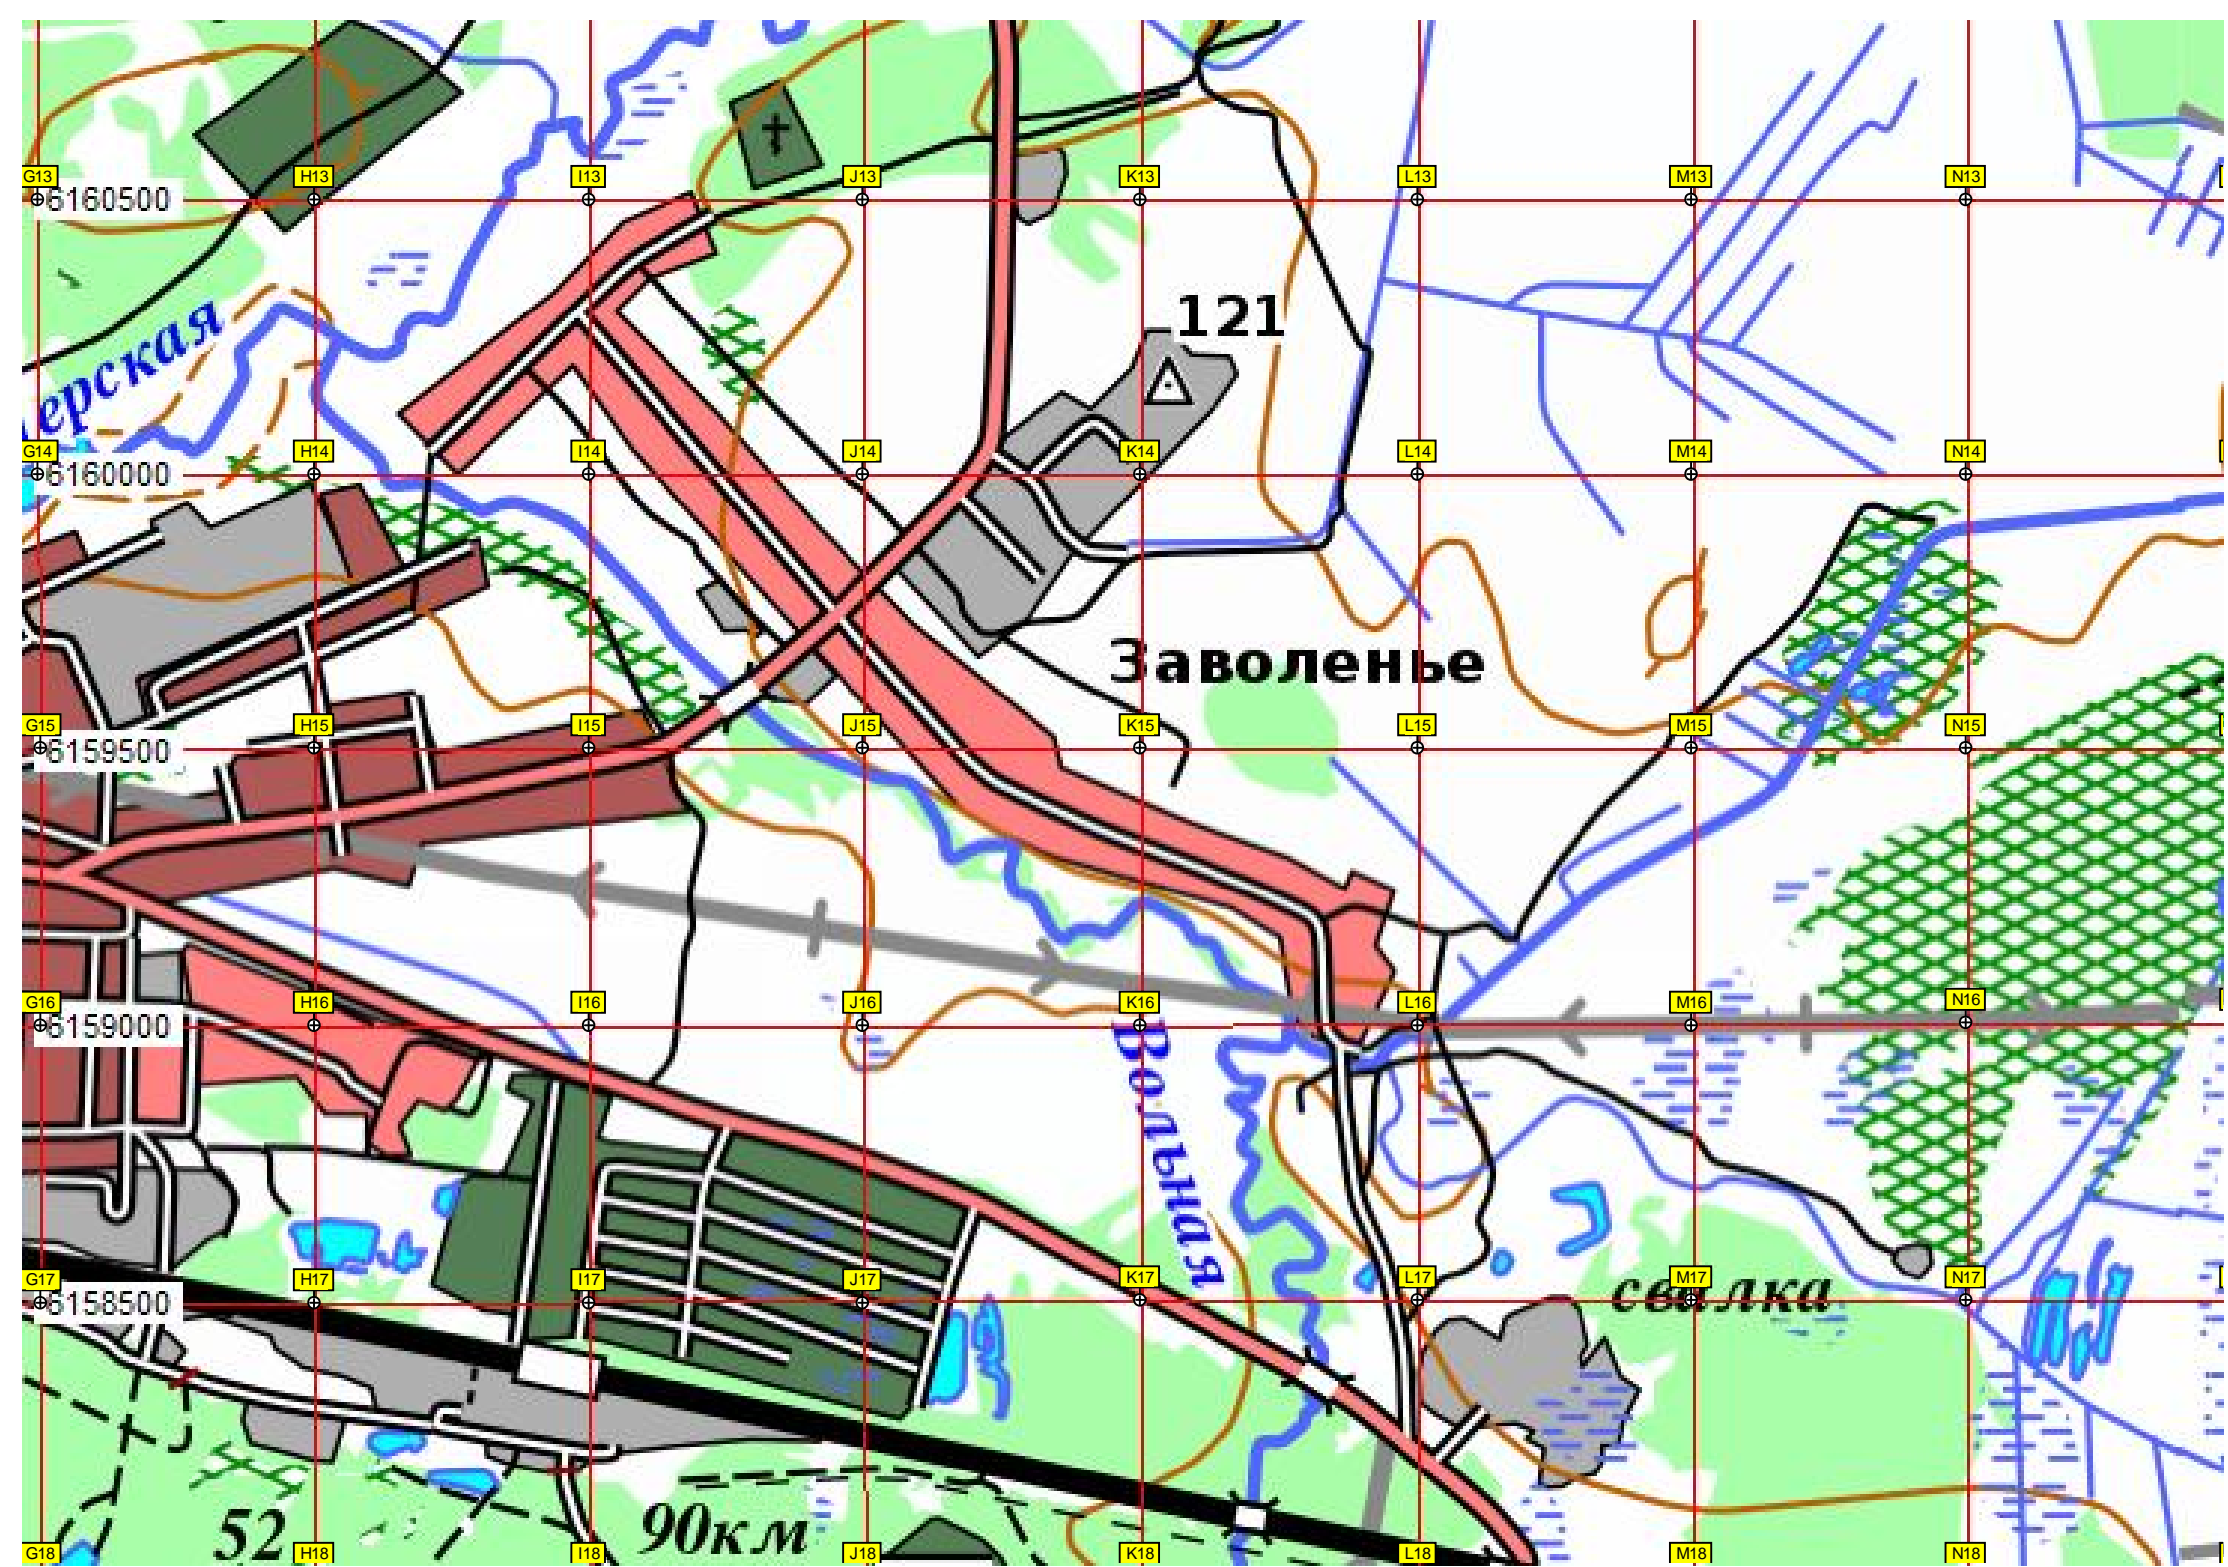 G13 H13 I13 J13 K13 L13 M13 N13
6160500
121
ерская
G14 H14 I14 J14 K14 L14 M14 N14
6160000
Заволенье
G15 H15 I15 J15 K15 L15 M15 N15
6159500
G16 H16 I16 J16 K16 L16 M16 N16
6159000
Вольная
G17 H17 I17 J17 K17 L17 M17 N17
6158500
свалка
52
90км
G18 H18 I18 J18 K18 L18 M18 N18